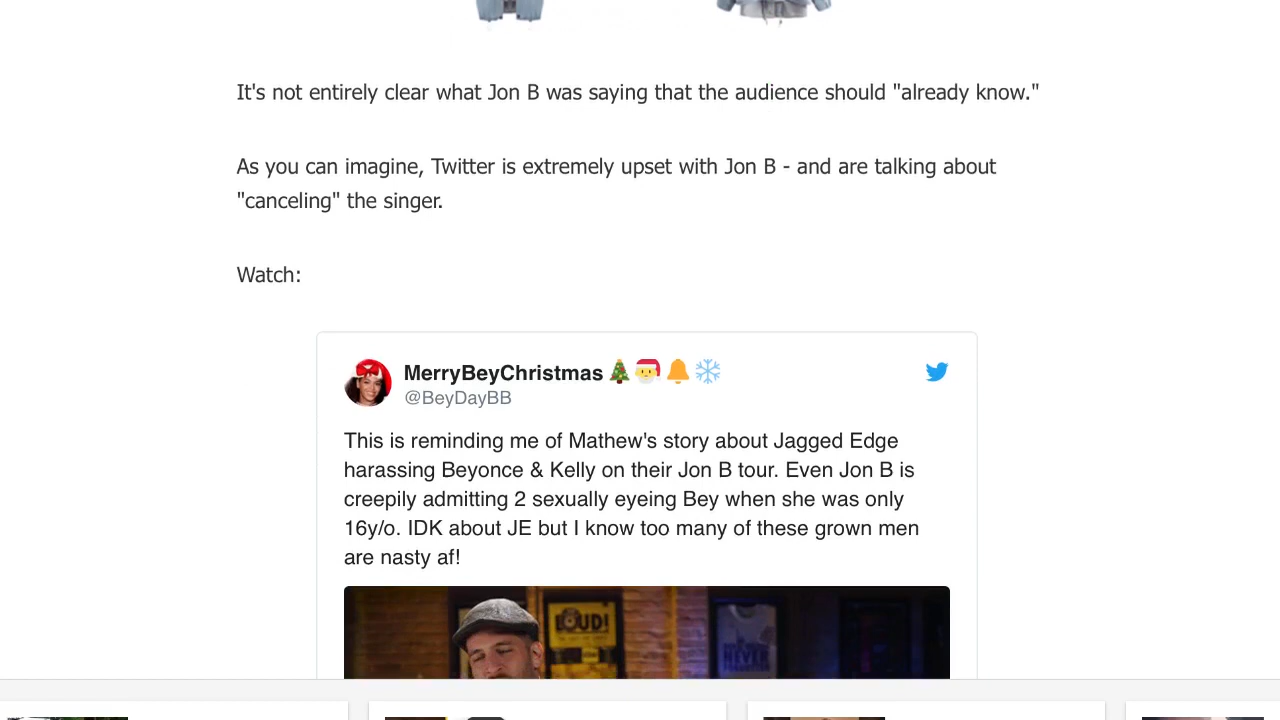 It's not entirely clear what Jon B was saying that the audience should "already know."
As you can imagine, Twitter is extremely upset with Jon B - and are talking about
"canceling" the singer.
Watch:
MerryBeyChristmas 🎄🎅🔔❄️
@BeyDayBB
This is reminding me of Mathew's story about Jagged Edge
harassing Beyonce & Kelly on their Jon B tour. Even Jon B is
creepily admitting 2 sexually eyeing Bey when she was only
16y/o. IDK about JE but I know too many of these grown men
are nasty af!
LOUD!
NEVER